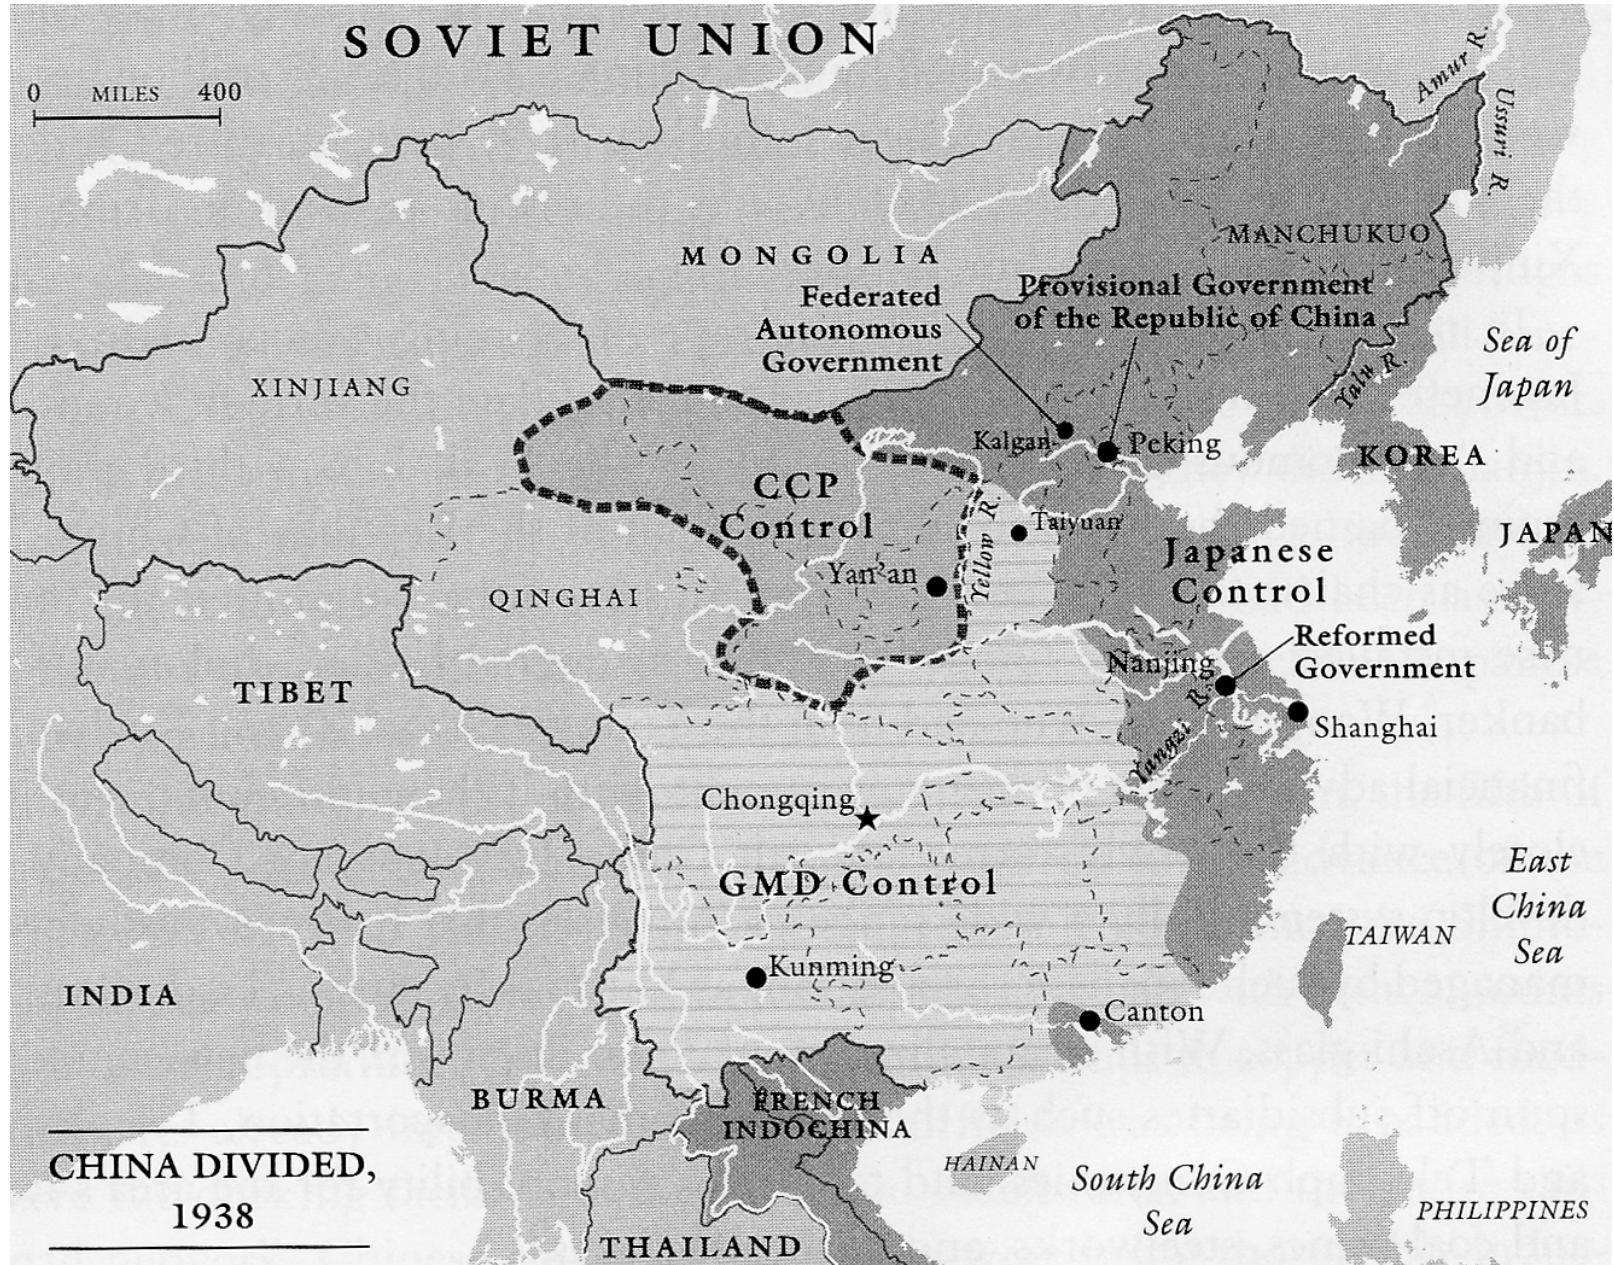 SOVIET UNION
0 MILES 400
Amur R.
Ussuri R.
MANCHUKUO
MONGOLIA
Federated
Autonomous
Government
Provisional Government
of the Republic of China
Sea of
Japan
Yalu R.
XINJIANG
Kalgan
Peking
KOREA
CCP
Control
Yellow R.
Taiyuan
JAPAN
Japanese
Control
Yan'an
QINGHAI
Reformed
Government
Nanjing
TIBET
Yangzi R.
Shanghai
Chongqing
GMD Control
East
China
Sea
TAIWAN
Kunming
INDIA
Canton
BURMA
FRENCH
INDOCHINA
HAINAN
South China
Sea
PHILIPPINES
CHINA DIVIDED,
1938
THAILAND